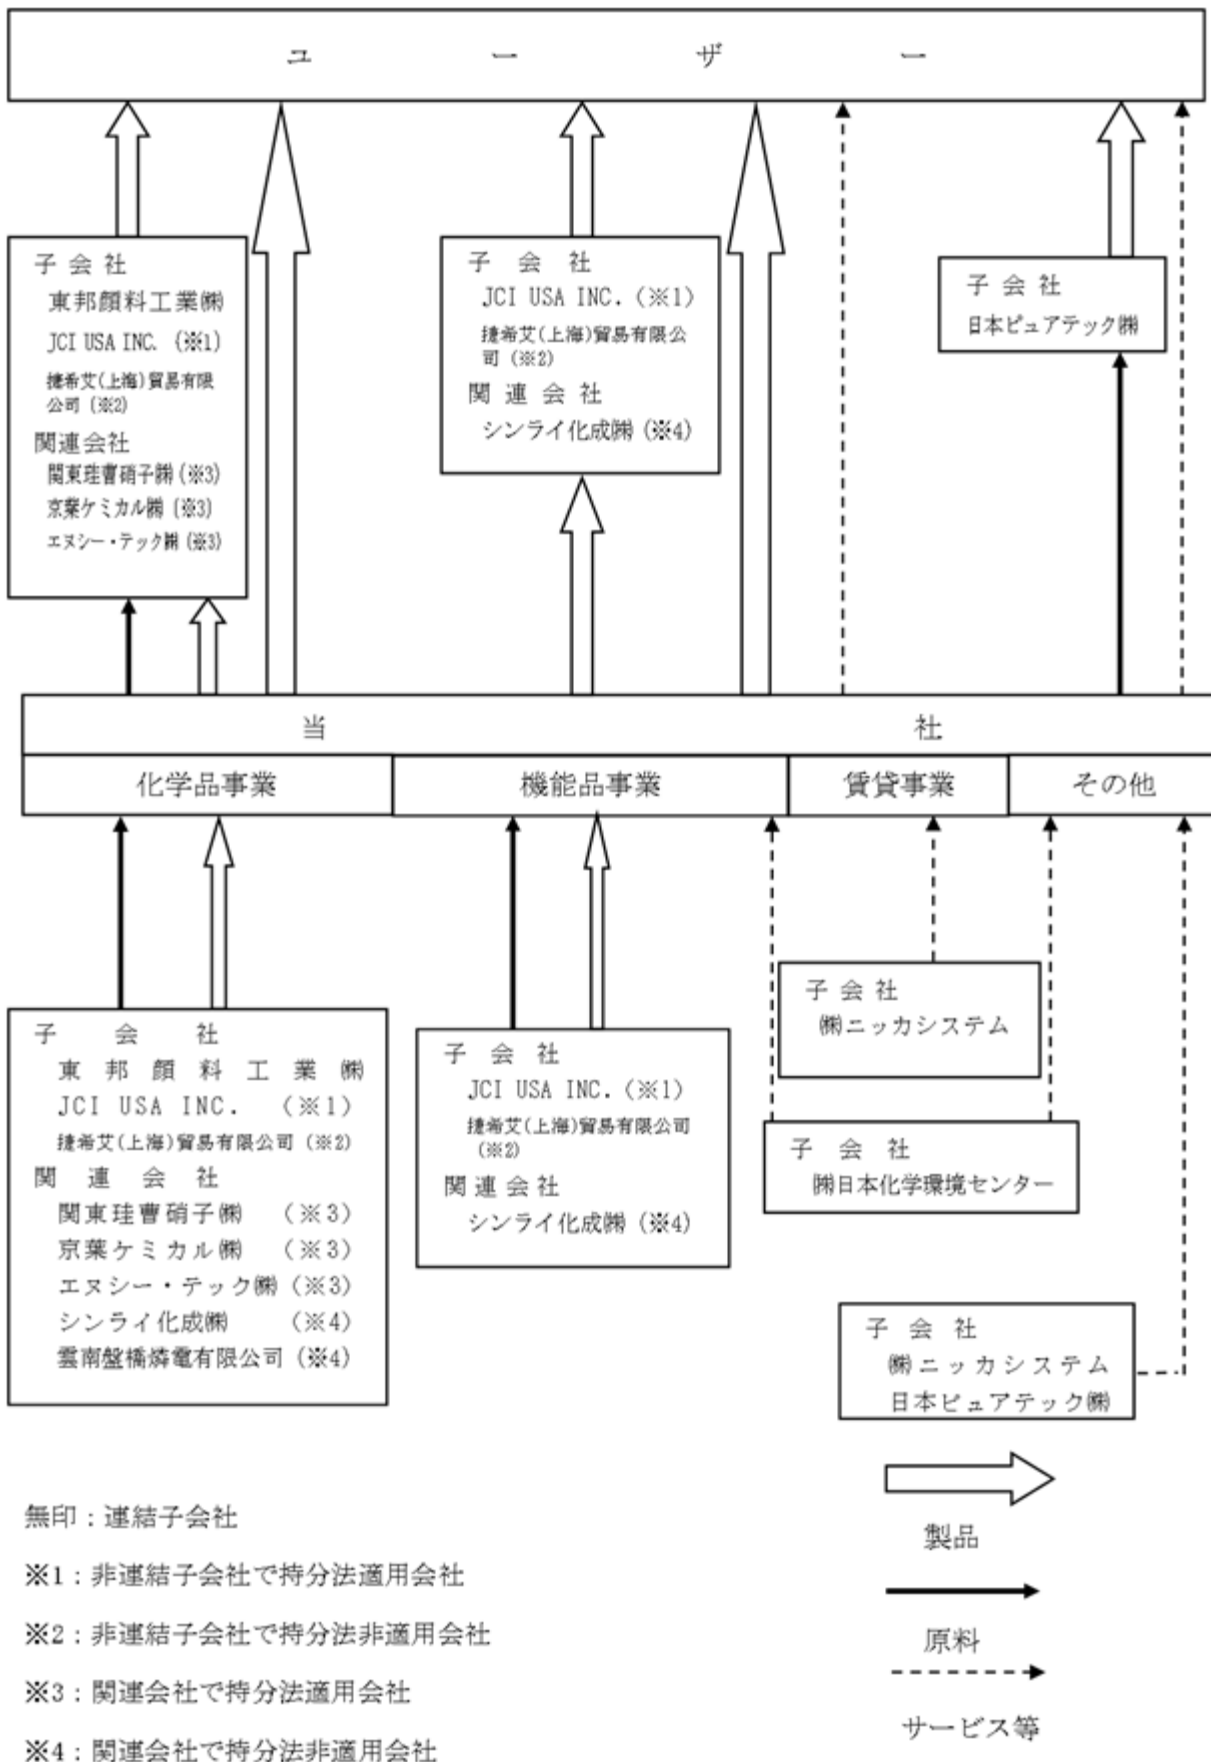 ユーザー
子会社
東邦顔料工業㈱
JCI USA INC. (※1)
捷希艾(上海)貿易有限
公司 (※2)
関連会社
関東珪曹硝子㈱ (※3)
京葉ケミカル㈱ (※3)
エヌシー・テック㈱ (※3)
子会社
JCI USA INC. (※1)
捷希艾(上海)貿易有限公
司 (※2)
関連会社
シンライ化成㈱ (※4)
子会社
日本ピュアテック㈱
当社
化学品事業
機能品事業
賃貸事業
その他
子会社
東邦顔料工業㈱
JCI USA INC. (※1)
捷希艾(上海)貿易有限公司 (※2)
関連会社
関東珪曹硝子㈱ (※3)
京葉ケミカル㈱ (※3)
エヌシー・テック㈱ (※3)
シンライ化成㈱ (※4)
雲南盤橋燐電有限公司 (※4)
子会社
JCI USA INC. (※1)
捷希艾(上海)貿易有限公司
(※2)
関連会社
シンライ化成㈱ (※4)
子会社
㈱ニッカシステム
子会社
㈱日本化学環境センター
子会社
㈱ニッカシステム
日本ピュアテック㈱
製品
原料
サービス等
無印：連結子会社
※1：非連結子会社で持分法適用会社
※2：非連結子会社で持分法非適用会社
※3：関連会社で持分法適用会社
※4：関連会社で持分法非適用会社